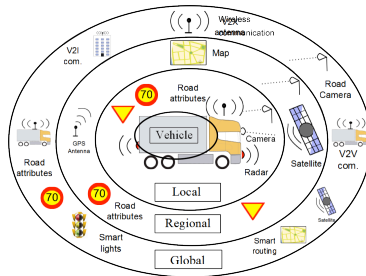 Wireless
V2X
antenna
communication
V2I
com.
Map
70
Road
attributes
Road
Camera
Vehicle
Camera
GPS
Antenna
Road
attributes
Radar
Satellite
V2V
com.
70
70
Local
Road
attributes
Regional
Satellite
Smart
lights
Smart
routing
Global